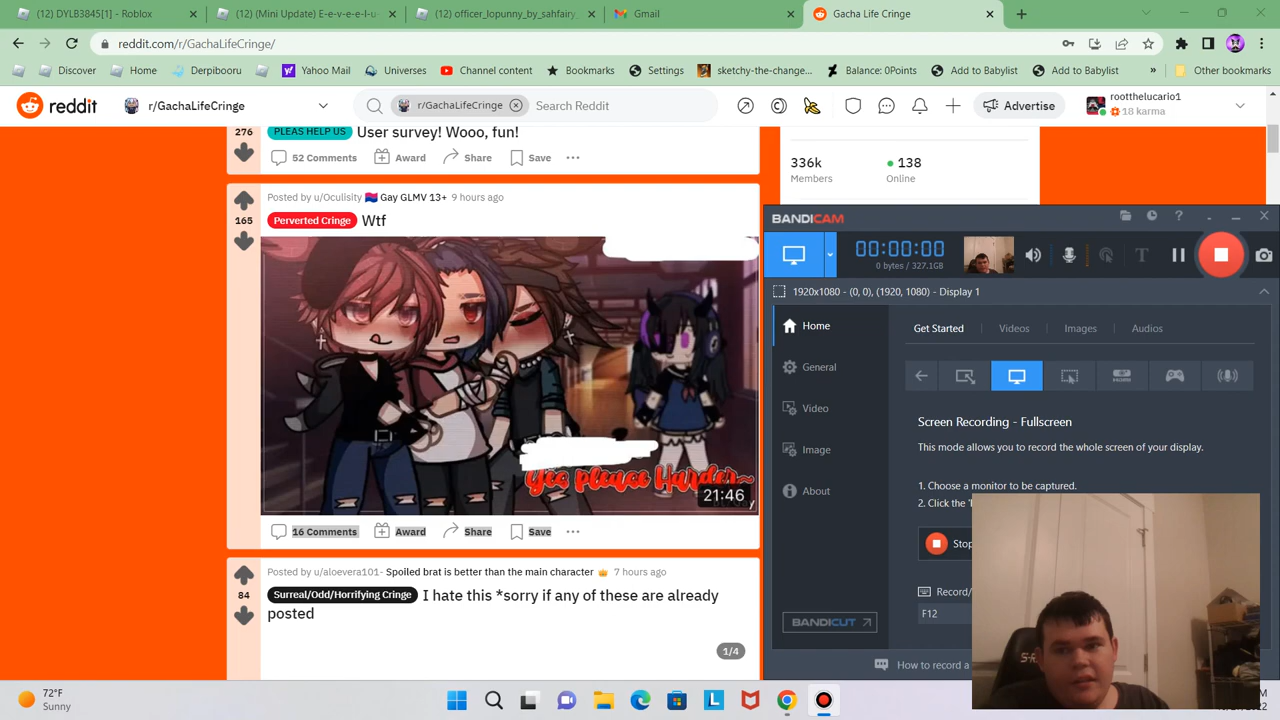 (12) DYLB3845[1] - Roblox
(12) (Mini Update) E-e-v-e-e-l-u-
(12) officer_lopunny_by_sahfairy_
Gmail
Gacha Life Cringe
reddit.com/r/GachaLifeCringe/
Discover
Home
Derpibooru
Yahoo Mail
Universes
Channel content
Bookmarks
Settings
sketchy-the-change...
Balance: 0Points
Add to Babylist
Add to Babylist
»
Other bookmarks
reddit
r/GachaLifeCringe
r/GachaLifeCringe
Search Reddit
Advertise
rootthelucario1
18 karma
276
PLEAS HELP US User survey! Wooo, fun!
52 Comments
Award
Share
Save
336k
Members
138
Online
Posted by u/Oculisity Gay GLMV 13+ 9 hours ago
165
Perverted Cringe Wtf
Yes please Harder~
21:46
16 Comments
Award
Share
Save
Posted by u/aloevera101- Spoiled brat is better than the main character 7 hours ago
84
Surreal/Odd/Horrifying Cringe I hate this *sorry if any of these are already
posted
1/4
BANDICAM
00:00:00
0 bytes / 327.1GB
1920x1080 - (0, 0), (1920, 1080) - Display 1
Home
General
Video
Image
About
Get Started
Videos
Images
Audios
HDMI
Screen Recording - Fullscreen
This mode allows you to record the whole screen of your display.
1. Choose a monitor to be captured.
2. Click the
Stop
Record/
F12
BANDICUT
How to record a
72°F
Sunny